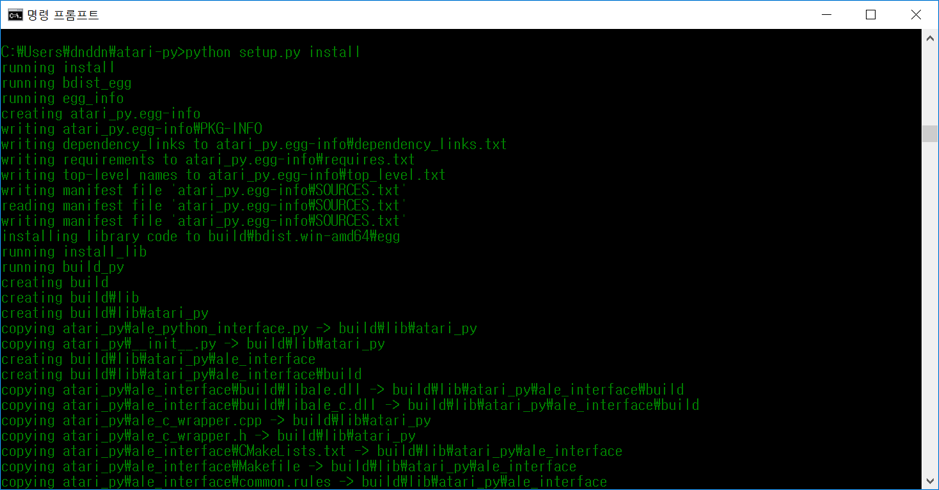 명령 프롬프트
C:₩Users₩dnddn₩atari-py>python setup.py install
running install
running bdist_egg
running egg_info
creating atari_py.egg-info
writing atari_py.egg-info₩PKG-INFO
writing dependency_links to atari_py.egg-info₩dependency_links.txt
writing requirements to atari_py.egg-info₩requires.txt
writing top-level names to atari_py.egg-info₩top_level.txt
writing manifest file 'atari_py.egg-info₩SOURCES.txt'
reading manifest file 'atari_py.egg-info₩SOURCES.txt'
writing manifest file 'atari_py.egg-info₩SOURCES.txt'
installing library code to build₩bdist.win-amd64₩egg
running install_lib
running build_py
creating build
creating build₩lib
creating build₩lib₩atari_py
copying atari_py₩ale_python_interface.py -> build₩lib₩atari_py
copying atari_py₩__init__.py -> build₩lib₩atari_py
creating build₩lib₩atari_py₩ale_interface
creating build₩lib₩atari_py₩ale_interface₩build
copying atari_py₩ale_interface₩build₩libale.dll -> build₩lib₩atari_py₩ale_interface₩build
copying atari_py₩ale_interface₩build₩libale_c.dll -> build₩lib₩atari_py₩ale_interface₩build
copying atari_py₩ale_c_wrapper.cpp -> build₩lib₩atari_py
copying atari_py₩ale_c_wrapper.h -> build₩lib₩atari_py
copying atari_py₩ale_interface₩CMakeLists.txt -> build₩lib₩atari_py₩ale_interface
copying atari_py₩ale_interface₩Makefile -> build₩lib₩atari_py₩ale_interface
copying atari_py₩ale_interface₩common.rules -> build₩lib₩atari_py₩ale_interface